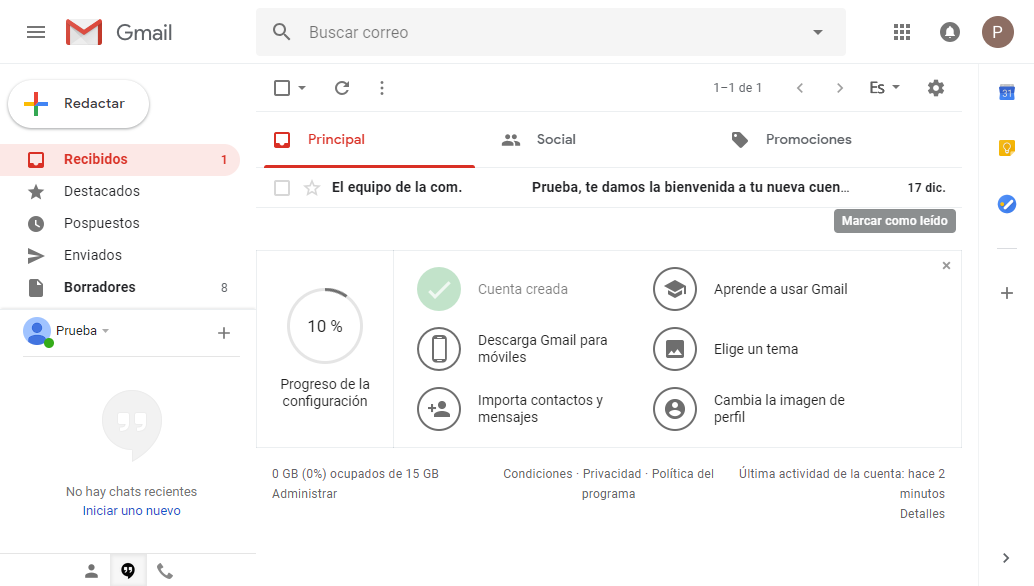 Gmail
Buscar correo
P
Redactar
1–1 de 1
Es
31
Recibidos 1
Destacados
Pospuestos
Enviados
Borradores 8
Prueba
No hay chats recientes
Iniciar uno nuevo
Principal
Social
Promociones
El equipo de la com. Prueba, te damos la bienvenida a tu nueva cuen... 17 dic.
Marcar como leído
10 %
Progreso de la
configuración
Cuenta creada
Descarga Gmail para
móviles
Importa contactos y
mensajes
Aprende a usar Gmail
Elige un tema
Cambia la imagen de
perfil
0 GB (0%) ocupados de 15 GB
Administrar
Condiciones · Privacidad · Política del
programa
Última actividad de la cuenta: hace 2
minutos
Detalles